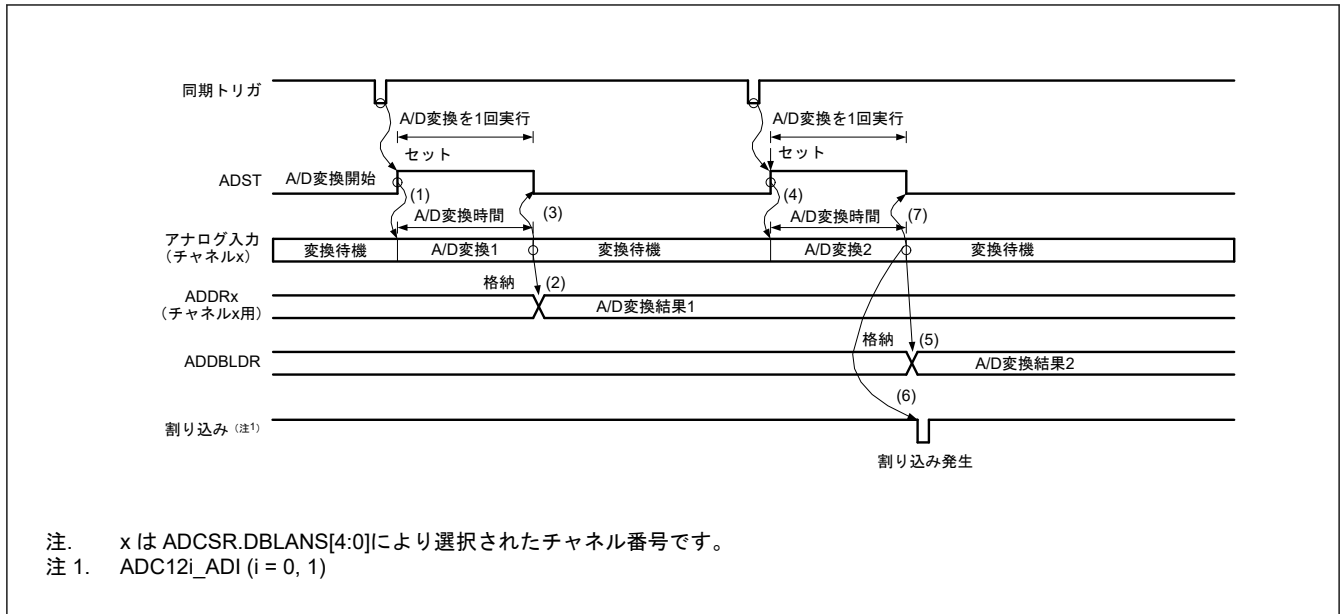 同期トリガ
A/D変換を1回実行
A/D変換を1回実行
セット
セット
ADST
A/D変換開始
(1)
(3)
(4)
(7)
A/D変換時間
A/D変換時間
アナログ入力
(チャネルx)
変換待機
A/D変換1
変換待機
A/D変換2
変換待機
格納
(2)
ADDRx
(チャネルx用)
A/D変換結果1
格納
(5)
ADDBLDR
A/D変換結果2
(6)
割り込み (注1)
割り込み発生
注. x は ADCSR.DBLANS[4:0]により選択されたチャネル番号です。
注 1. ADC12i_ADI (i = 0, 1)